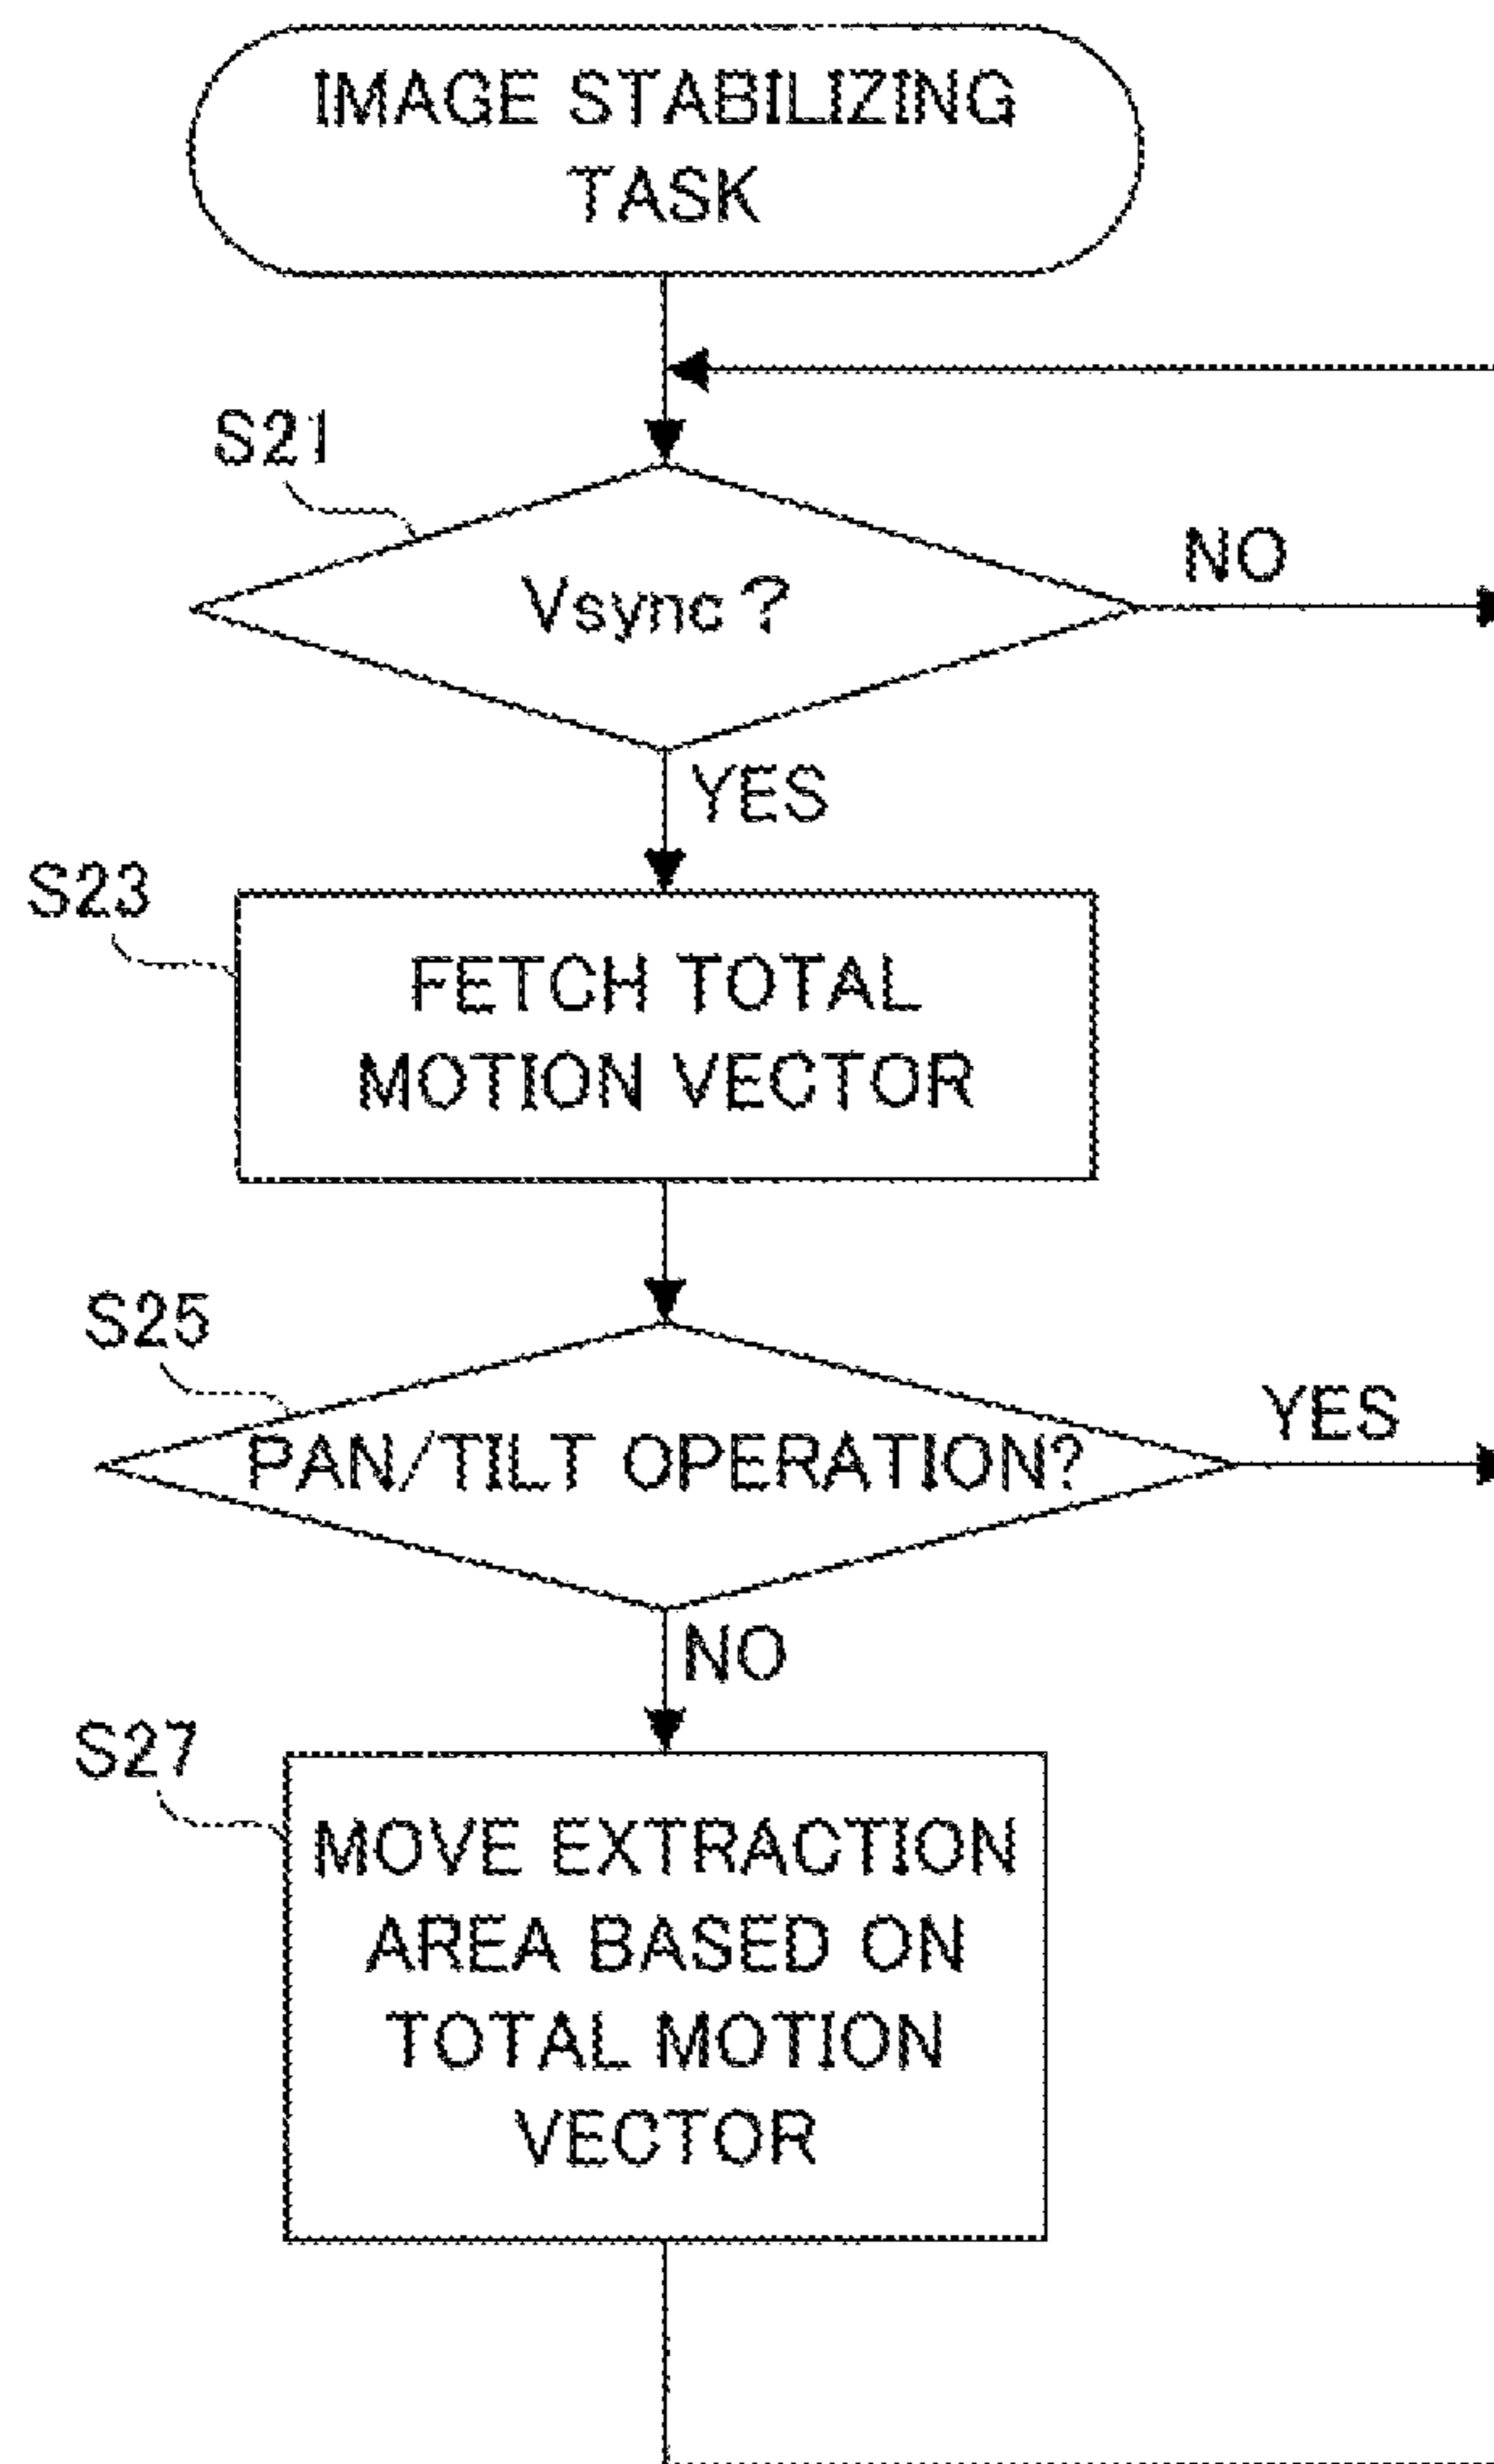 IMAGE STABILIZING
TASK
S21
Vsync?
NO
YES
S23
FETCH TOTAL
MOTION VECTOR
S25
PAN/TILT OPERATION?
YES
NO
S27
MOVE EXTRACTION
AREA BASED ON
TOTAL MOTION
VECTOR